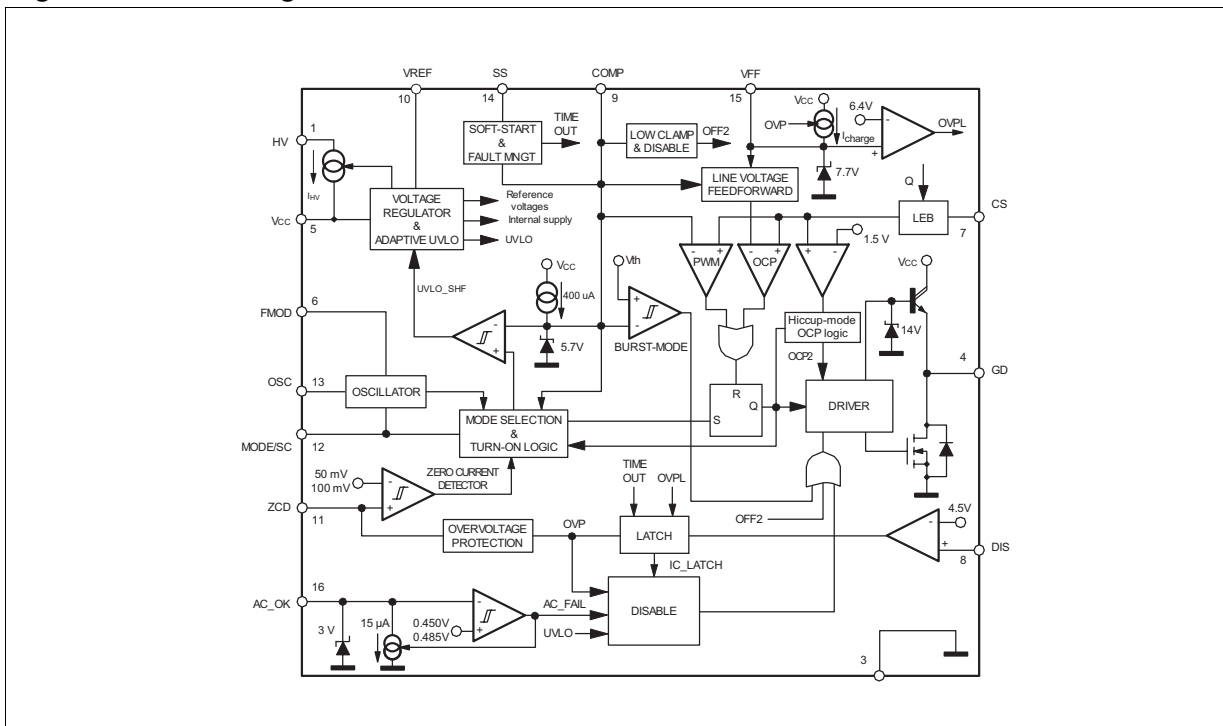 VREF
SS
COMP
VFF
10
14
9
15
HV
1
IHV
Vcc
5
SOFT-START
&
FAULT MNGT
TIME
OUT
LOW CLAMP
& DISABLE
OFF2
Vcc
OVP
Icharge
6.4V
-
+
OVPL
7.7V
LINE VOLTAGE
FEEDFORWARD
VOLTAGE
REGULATOR
&
ADAPTIVE UVLO
Reference
voltages
Internal supply
UVLO
Q
LEB
CS
7
1.5 V
- +
PWM
- +
OCP
+ -
Vcc
UVLO_SHF
Vcc
400 uA
5.7V
-
+
Vth
+
-
BURST-MODE
Hiccup-mode
OCP logic
OCP2
14V
4
GD
FMOD
6
OSC
13
OSCILLATOR
MODE/SC
12
MODE SELECTION
&
TURN-ON LOGIC
R
S
Q
DRIVER
50 mV
100 mV
-
+
ZERO CURRENT
DETECTOR
ZCD
11
TIME
OUT
OVPL
OFF2
4.5V
-
+
DIS
8
OVERVOLTAGE
PROTECTION
OVP
LATCH
IC_LATCH
AC_OK
16
3 V
15 µA
0.450V
0.485V
-
+
AC_FAIL
UVLO
DISABLE
3